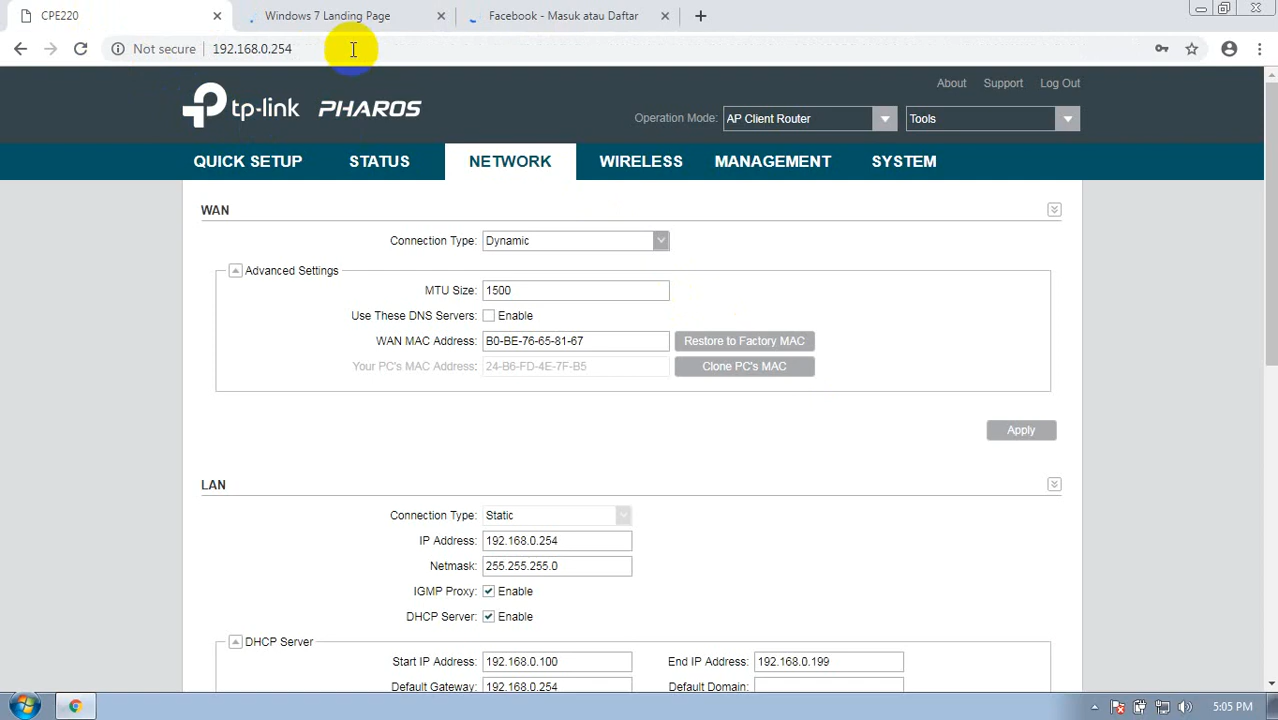 CPE220
Windows 7 Landing Page
Facebook - Masuk atau Daftar
Not secure
192.168.0.254
tp-link PHAROS
About Support Log Out
Operation Mode: AP Client Router Tools
QUICK SETUP STATUS NETWORK WIRELESS MANAGEMENT SYSTEM
WAN
Connection Type: Dynamic
Advanced Settings
MTU Size: 1500
Use These DNS Servers: Enable
WAN MAC Address: B0-BE-76-65-81-67 Restore to Factory MAC
Your PC's MAC Address: 24-B6-FD-4E-7F-B5 Clone PC's MAC
Apply
LAN
Connection Type: Static
IP Address: 192.168.0.254
Netmask: 255.255.255.0
IGMP Proxy: Enable
DHCP Server: Enable
DHCP Server
Start IP Address: 192.168.0.100 End IP Address: 192.168.0.199
Default Gateway: 192.168.0.254 Default Domain:
5:05 PM